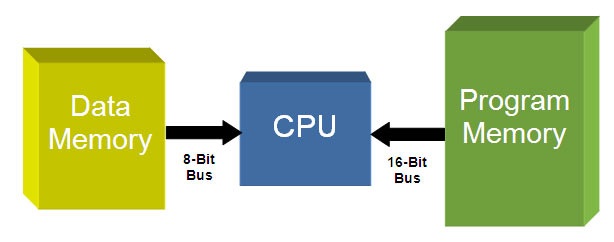 Data
Memory
8-Bit
Bus
CPU
16-Bit
Bus
Program
Memory